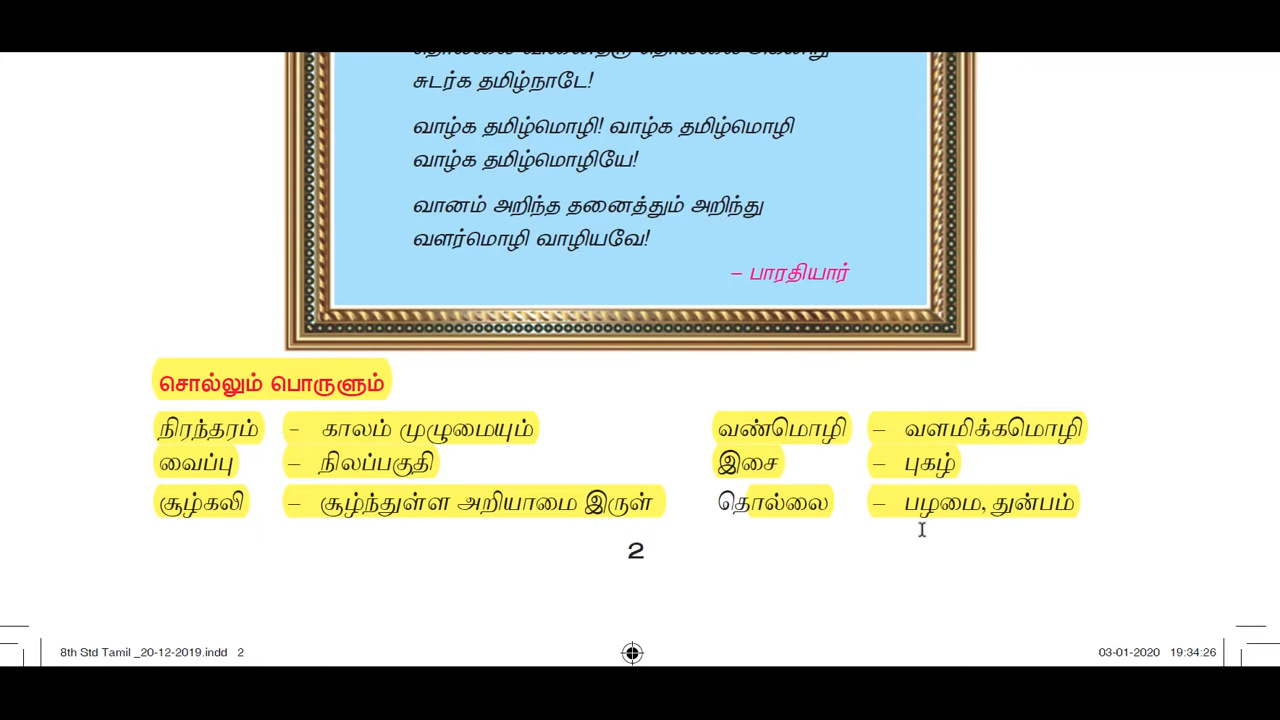 சுடர்க தமிழ்நாடே!
வாழ்க தமிழ்மொழி! வாழ்க தமிழ்மொழி
வாழ்க தமிழ்மொழியே!
வானம் அறிந்த தனைத்தும் அறிந்து
வளர்மொழி வாழியவே!
– பாரதியார்
சொல்லும் பொருளும்
நிரந்தரம் – காலம் முழுமையும் வண்மொழி – வளமிக்கமொழி
வைப்பு – நிலப்பகுதி இசை – புகழ்
சூழ்கலி – சூழ்ந்துள்ள அறியாமை இருள் தொல்லை – பழமை, துன்பம்
2
8th Std Tamil _20-12-2019.indd 2 03-01-2020 19:34:26